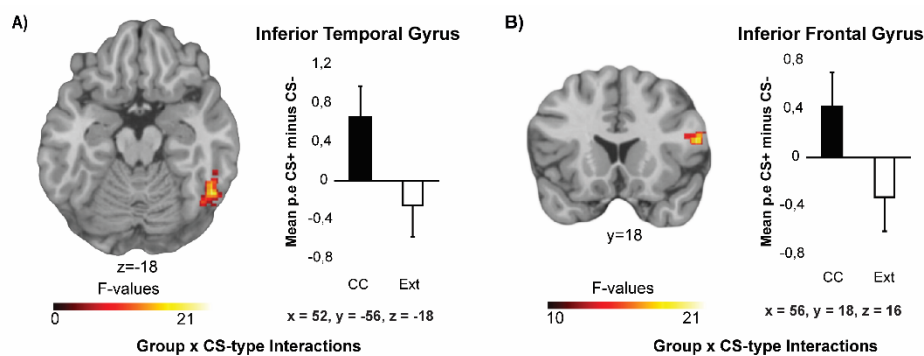 A)
Inferior Temporal Gyrus
Mean p.e CS+ minus CS-
1,2
0,8
0,4
0
-0,4
-0,8
CC Ext
z=-18
F-values
0 21
x = 52, y = -56, z = -18
Group x CS-type Interactions
B)
Inferior Frontal Gyrus
Mean p.e CS+ minus CS-
0,8
0,4
0
-0,4
-0,8
CC Ext
y=18
F-values
10 21
x = 56, y = 18, z = 16
Group x CS-type Interactions